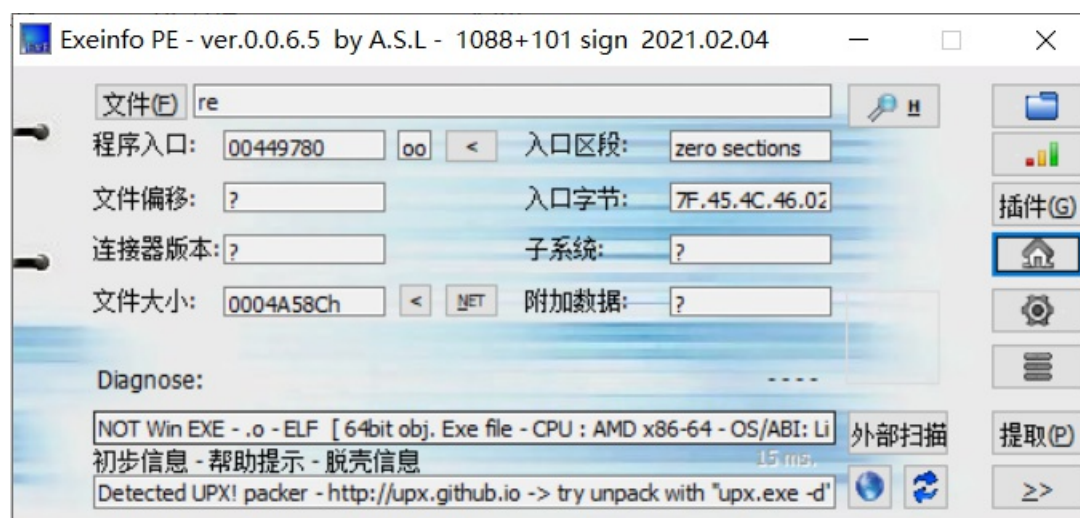 Exeinfo PE - ver.0.0.6.5 by A.S.L - 1088+101 sign 2021.02.04
文件(F) re H
程序入口: 00449780 oo < 入口区段: zero sections
文件偏移: ? 入口字节: 7F.45.4C.46.02 插件(G)
连接器版本: ? 子系统: ?
文件大小: 0004A58Ch < .NET 附加数据: ?
Diagnose: ----
NOT Win EXE - .o - ELF [ 64bit obj. Exe file - CPU : AMD x86-64 - OS/ABI: Li 外部扫描 提取(P)
初步信息 - 帮助提示 - 脱壳信息 15 ms.
Detected UPX! packer - http://upx.github.io -> try unpack with "upx.exe -d" >>